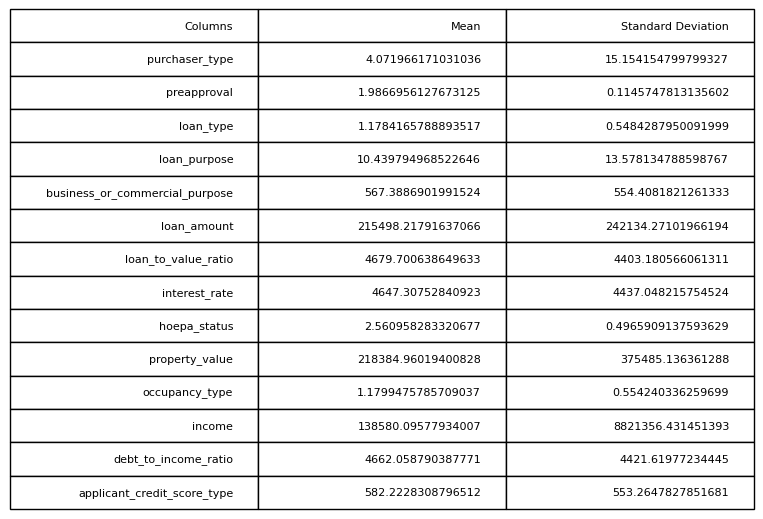 Columns Mean Standard Deviation
purchaser_type 4.071966171031036 15.154154799799327
preapproval 1.9866956127673125 0.1145747813135602
loan_type 1.1784165788893517 0.5484287950091999
loan_purpose 10.439794968522646 13.578134788598767
business_or_commercial_purpose 567.3886901991524 554.4081821261333
loan_amount 215498.21791637066 242134.27101966194
loan_to_value_ratio 4679.700638649633 4403.180566061311
interest_rate 4647.30752840923 4437.048215754524
hoepa_status 2.560958283320677 0.4965909137593629
property_value 218384.96019400828 375485.136361288
occupancy_type 1.1799475785709037 0.554240336259699
income 138580.09577934007 8821356.431451393
debt_to_income_ratio 4662.058790387771 4421.61977234445
applicant_credit_score_type 582.2228308796512 553.2647827851681